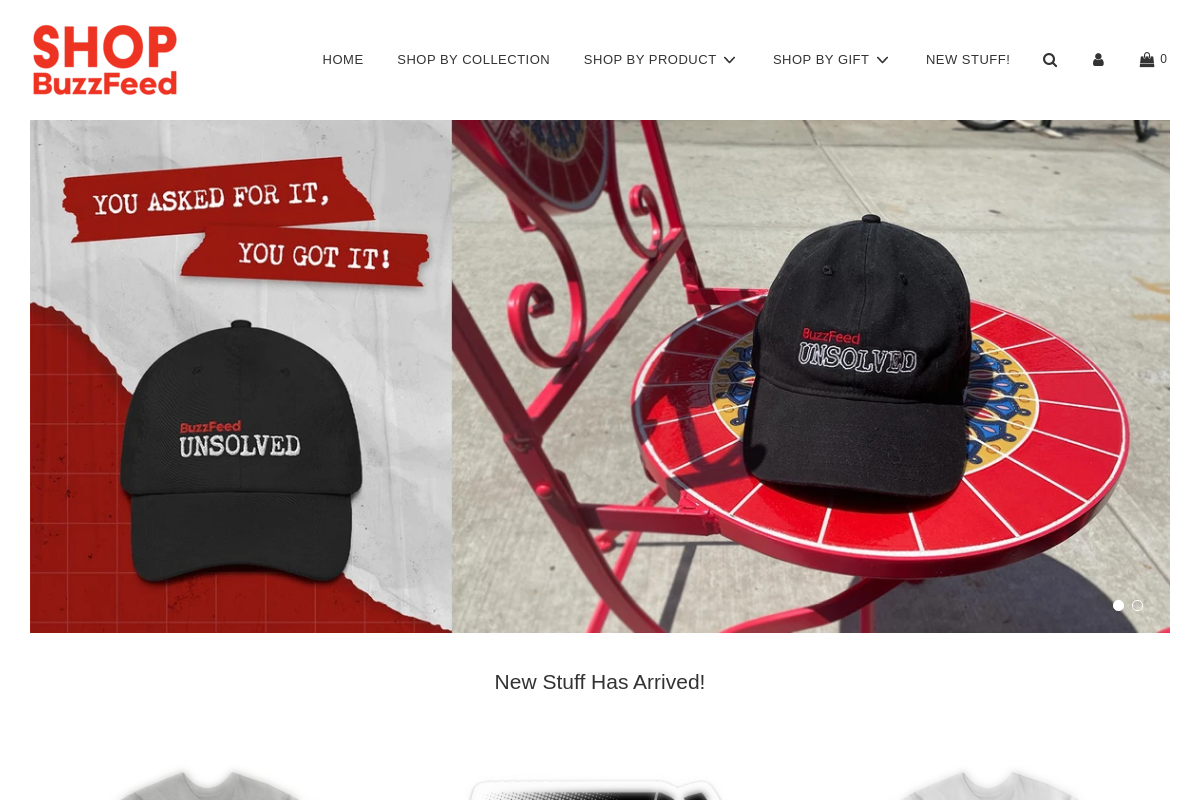 SHOP
BuzzFeed
HOME
SHOP BY COLLECTION
SHOP BY PRODUCT
SHOP BY GIFT
NEW STUFF!
0
YOU ASKED FOR IT,
YOU GOT IT!
BuzzFeed
UNSOLVED
BuzzFeed
UNSOLVED
New Stuff Has Arrived!